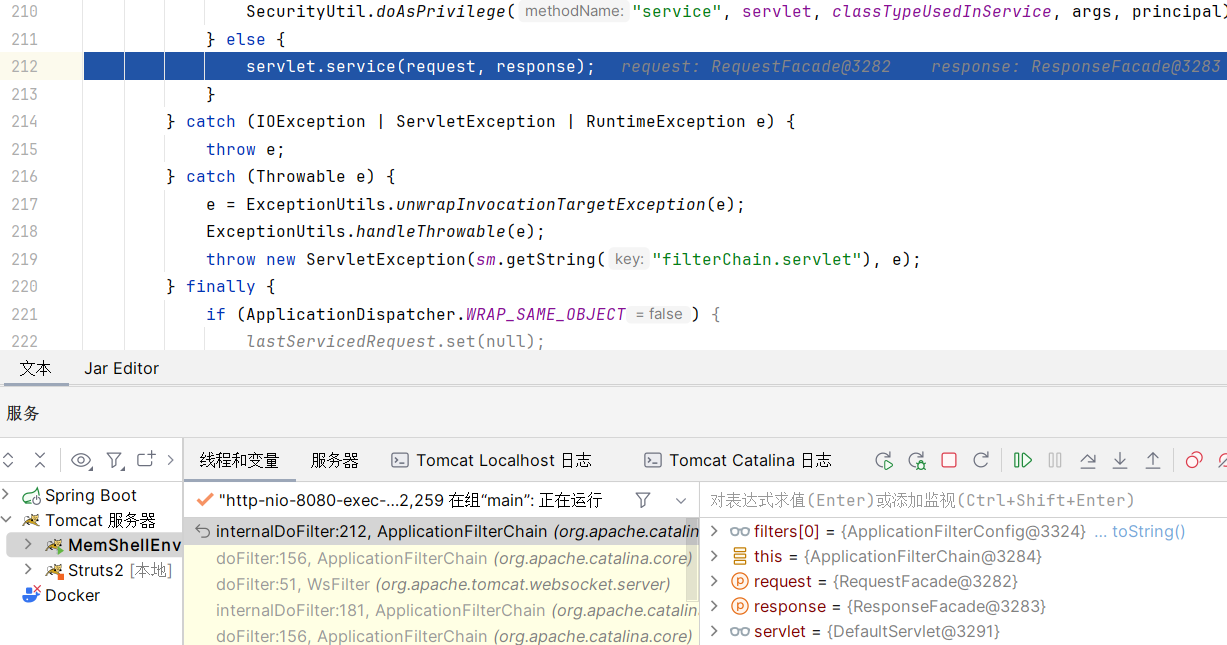 210 SecurityUtil.doAsPrivilege( methodName: "service", servlet, classTypeUsedInService, args, principal)
211 } else {
212 servlet.service(request, response); request: RequestFacade@3282 response: ResponseFacade@3283
213 }
214 } catch (IOException | ServletException | RuntimeException e) {
215 throw e;
216 } catch (Throwable e) {
217 e = ExceptionUtils.unwrapInvocationTargetException(e);
218 ExceptionUtils.handleThrowable(e);
219 throw new ServletException(sm.getString( key: "filterChain.servlet"), e);
220 } finally {
221 if (ApplicationDispatcher.WRAP_SAME_OBJECT = false ) {
222 lastServicedRequest.set(null);
文本 Jar Editor
服务
线程和变量 服务器 Tomcat Localhost 日志 Tomcat Catalina 日志
Spring Boot
Tomcat 服务器
MemShellEnv
Struts2 [本地]
Docker
"http-nio-8080-exec-...2,259 在组“main”: 正在运行
internalDoFilter:212, ApplicationFilterChain (org.apache.catalin
doFilter:156, ApplicationFilterChain (org.apache.catalina.core)
doFilter:51, WsFilter (org.apache.tomcat.websocket.server)
internalDoFilter:181, ApplicationFilterChain (org.apache.catalin
doFilter:156, ApplicationFilterChain (org.apache.catalina.core)
对表达式求值(Enter)或添加监视(Ctrl+Shift+Enter)
filters[0] = {ApplicationFilterConfig@3324} ... toString()
this = {ApplicationFilterChain@3284}
request = {RequestFacade@3282}
response = {ResponseFacade@3283}
servlet = {DefaultServlet@3291}